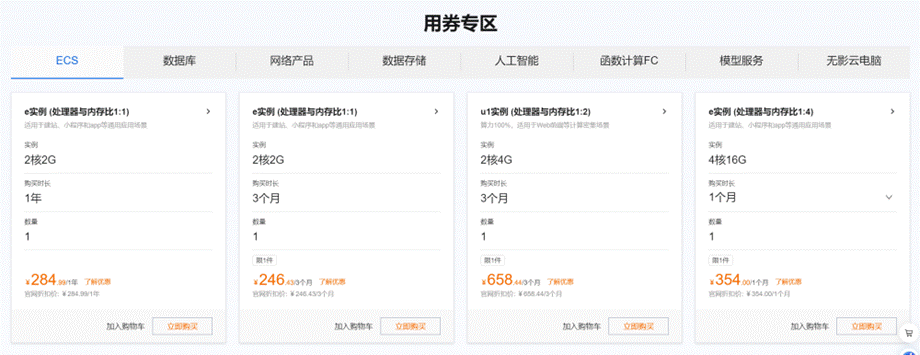 用券专区
ECS 数据库 网络产品 数据存储 人工智能 函数计算FC 模型服务 无影云电脑
e实例 (处理器与内存比1:1)
适用于建站、小程序和app等通用应用场景
实例
2核2G
购买时长
1年
数量
1
¥284.99/1年 了解优惠
官网折扣价: ¥284.99/1年
加入购物车 立即购买
e实例 (处理器与内存比1:1)
适用于建站、小程序和app等通用应用场景
实例
2核2G
购买时长
3个月
数量
1
限1件
¥246.43/3个月 了解优惠
官网折扣价: ¥246.43/3个月
加入购物车 立即购买
u1实例 (处理器与内存比1:2)
算力100%、适用于Web前端等计算密集场景
实例
2核4G
购买时长
3个月
数量
1
限1件
¥658.44/3个月 了解优惠
官网折扣价: ¥658.44/3个月
加入购物车 立即购买
e实例 (处理器与内存比1:4)
适用于建站、小程序和app等通用应用场景
实例
4核16G
购买时长
1个月
数量
1
限1件
¥354.00/1个月 了解优惠
官网折扣价: ¥354.00/1个月
加入购物车 立即购买